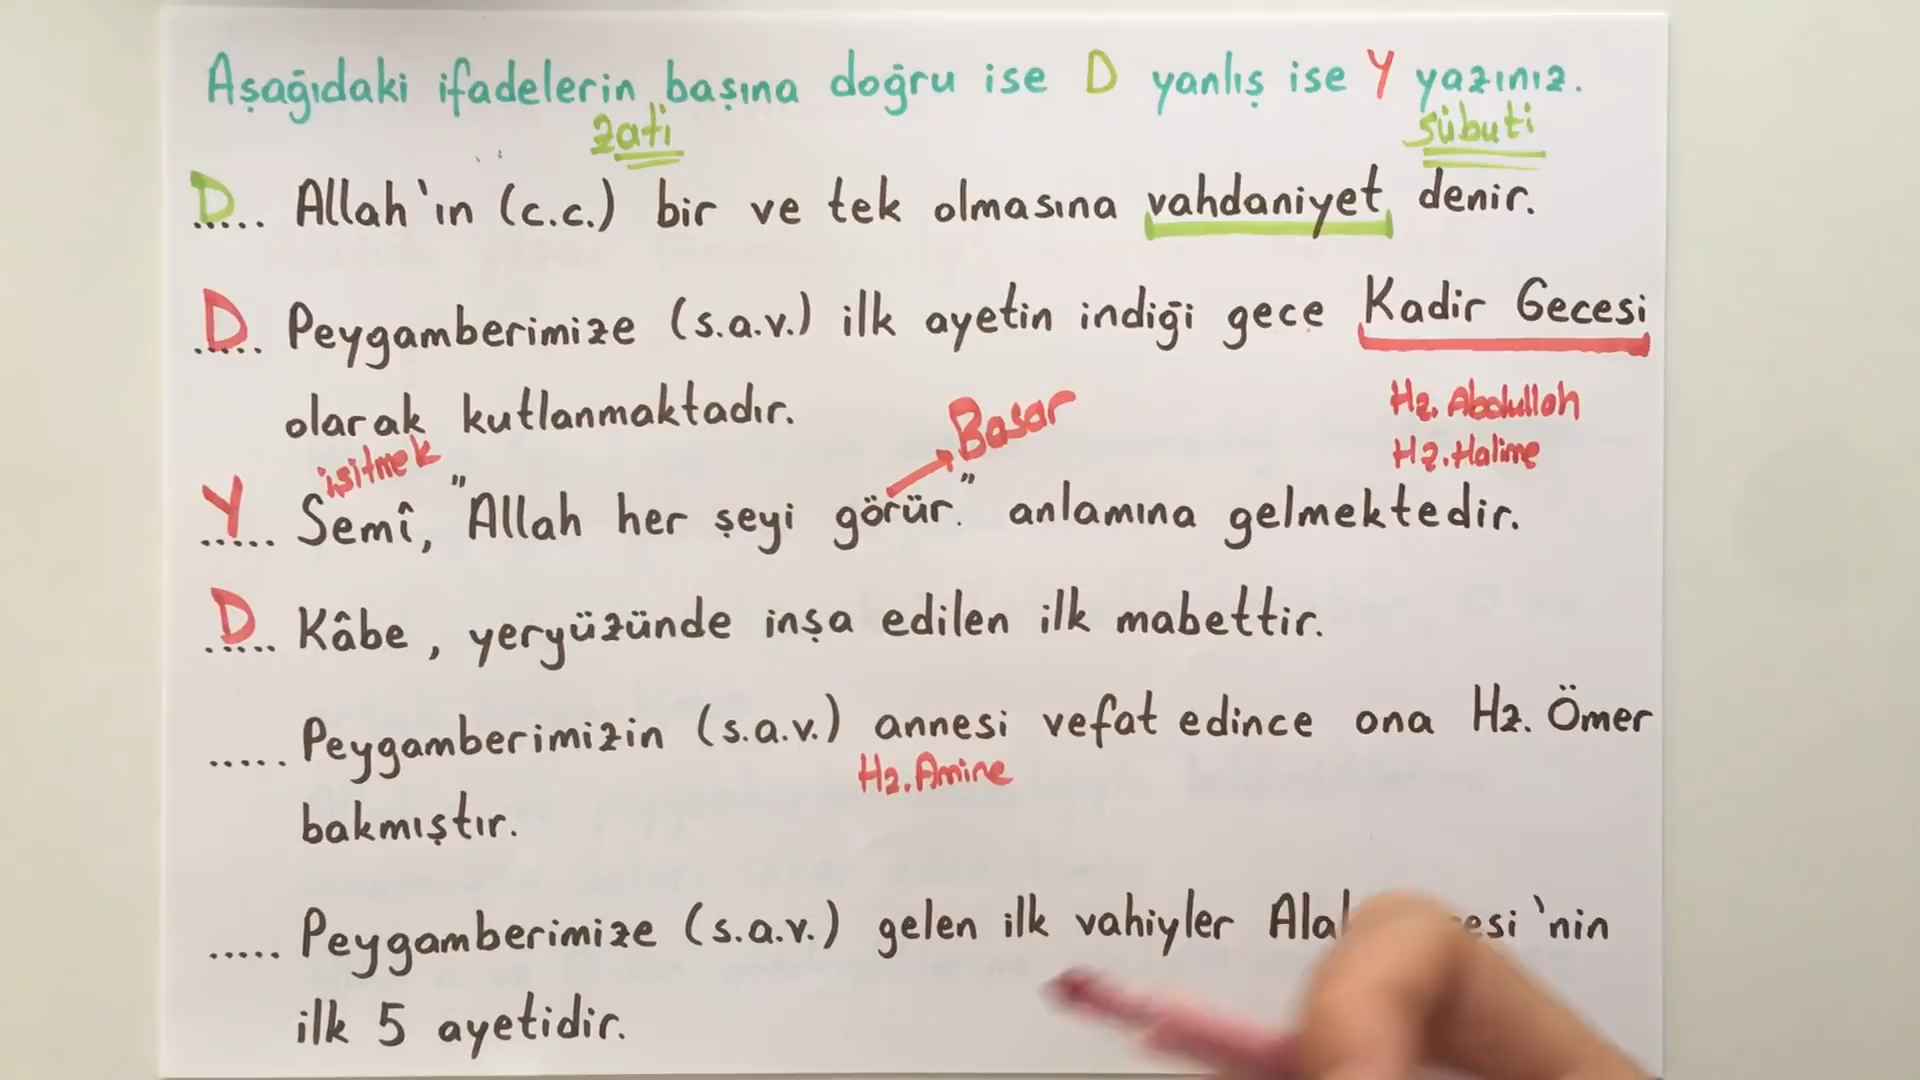 Aşağıdaki ifadelerin başına doğru ise D yanlış ise Y yazınız.
zati sübuti
D..... Allah'ın (c.c.) bir ve tek olmasına vahdaniyet denir.
D..... Peygamberimize (s.a.v.) ilk ayetin indiği gece Kadir Gecesi
olarak kutlanmaktadır.
Basar
Hz. Abdullah
işitmek
Hz. Halime
Y..... Semî, "Allah her şeyi görür." anlamına gelmektedir.
D..... Kâbe, yeryüzünde inşa edilen ilk mabettir.
..... Peygamberimizin (s.a.v.) annesi vefat edince ona Hz. Ömer
Hz. Amine
bakmıştır.
..... Peygamberimize (s.a.v.) gelen ilk vahiyler
ilk 5 ayetidir.